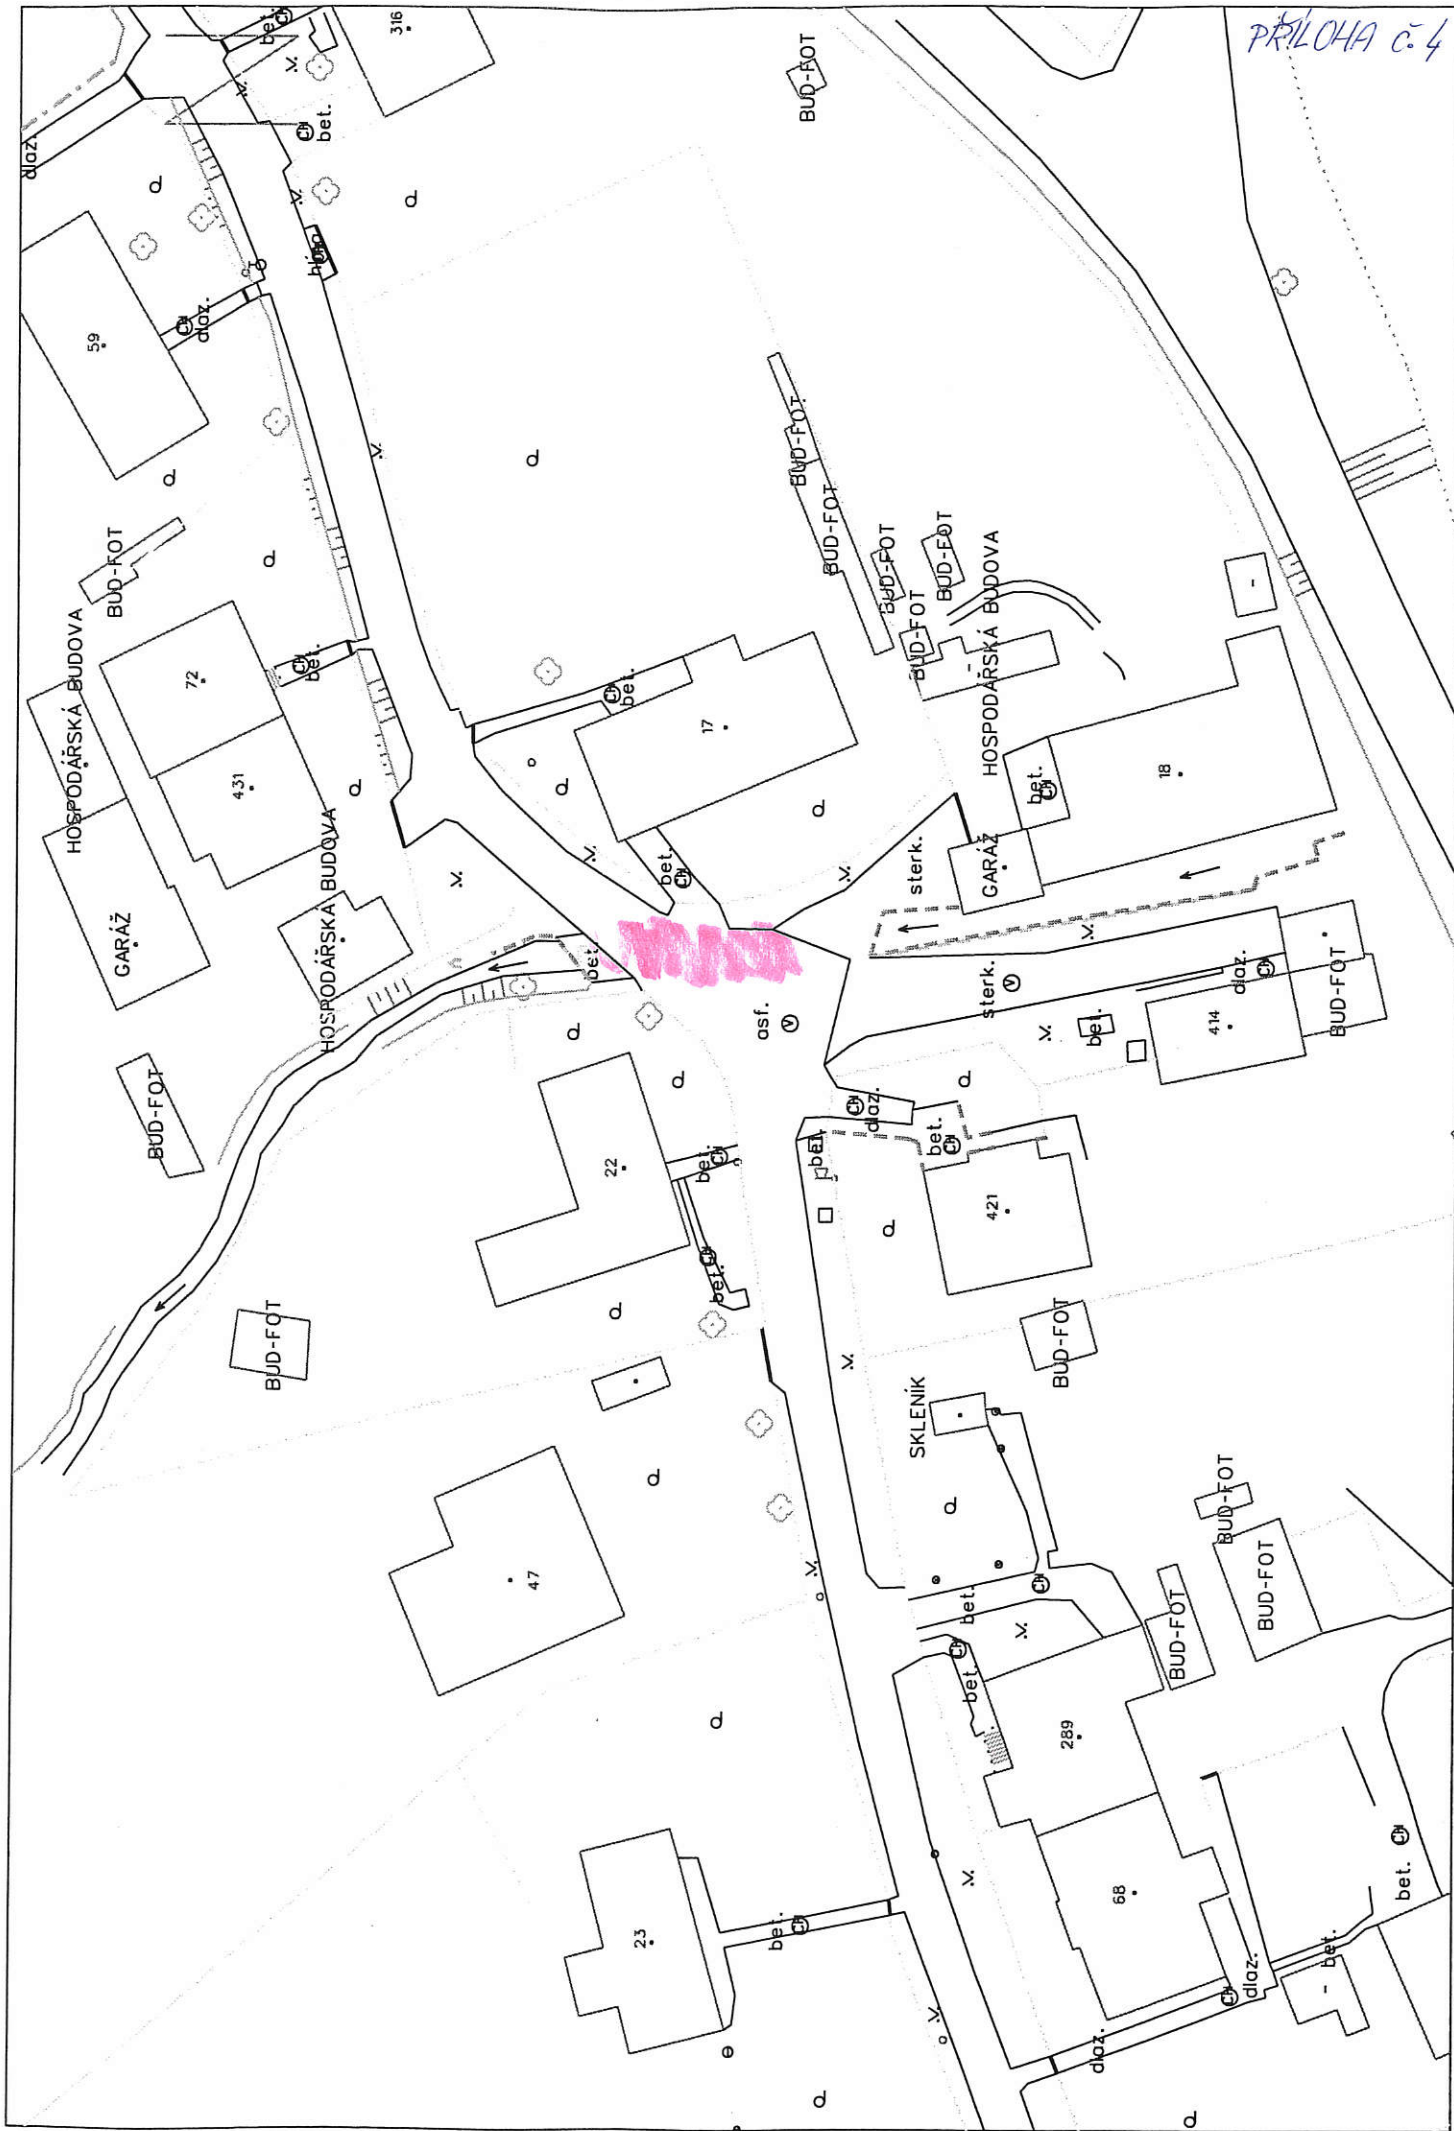 PŘÍLOHA č. 4
bet.
316
BUD-FOT
bet.
dlaz.
59
dlaz.
BUD-FOT.
BUD-FOT
BUD-FOT
BUD-FOT
BUD-FOT
BUD-FOT
HOSPODÁŘSKÁ BUDOVA
HOSPODÁŘSKÁ BUDOVA
72
bet.
bet.
17
431
HOSPODÁŘSKÁ BUDOVA
bet.
18
GARÁŽ
bet.
sterk.
GARÁŽ
bet.
sterk.
dlaz.
asf.
bet.
414
BUD-FOT
BUD-FOT
dlaz.
bet.
bet.
bet.
22
421
bet.
BUD-FOT
BUD-FOT
SKLENÍK
47
BUD-FOT
BUD-FOT
bet.
BUD-FOT
bet.
289
68
bet.
23
bet.
bet.
dlaz.
dlaz.